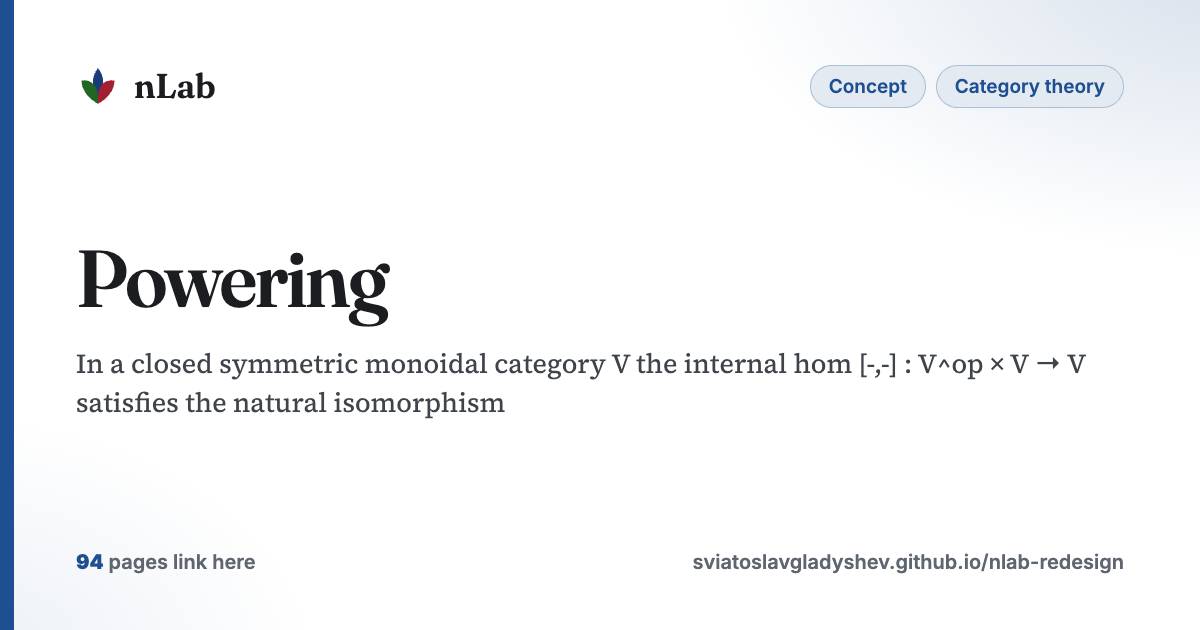 nLab
Concept
Category theory
Powering
In a closed symmetric monoidal category V the internal hom [-,-] : V^op × V → V
satisfies the natural isomorphism
94 pages link here
sviatoslavgladyshev.github.io/nlab-redesign